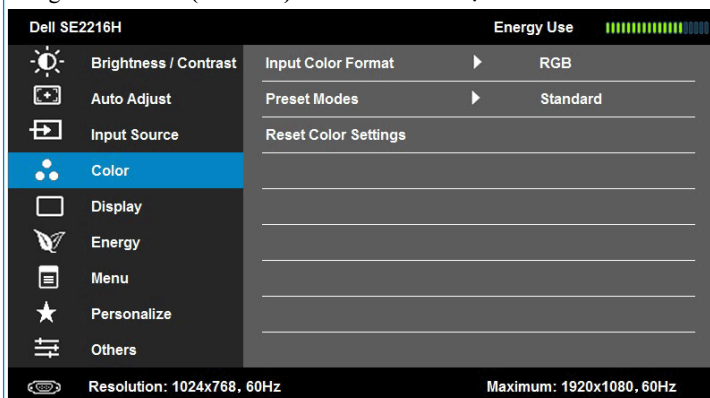 Dell SE2216H Energy Use
Brightness / Contrast Input Color Format RGB
Auto Adjust Preset Modes Standard
Input Source Reset Color Settings
Color
Display
Energy
Menu
Personalize
Others
Resolution: 1024x768, 60Hz Maximum: 1920x1080, 60Hz